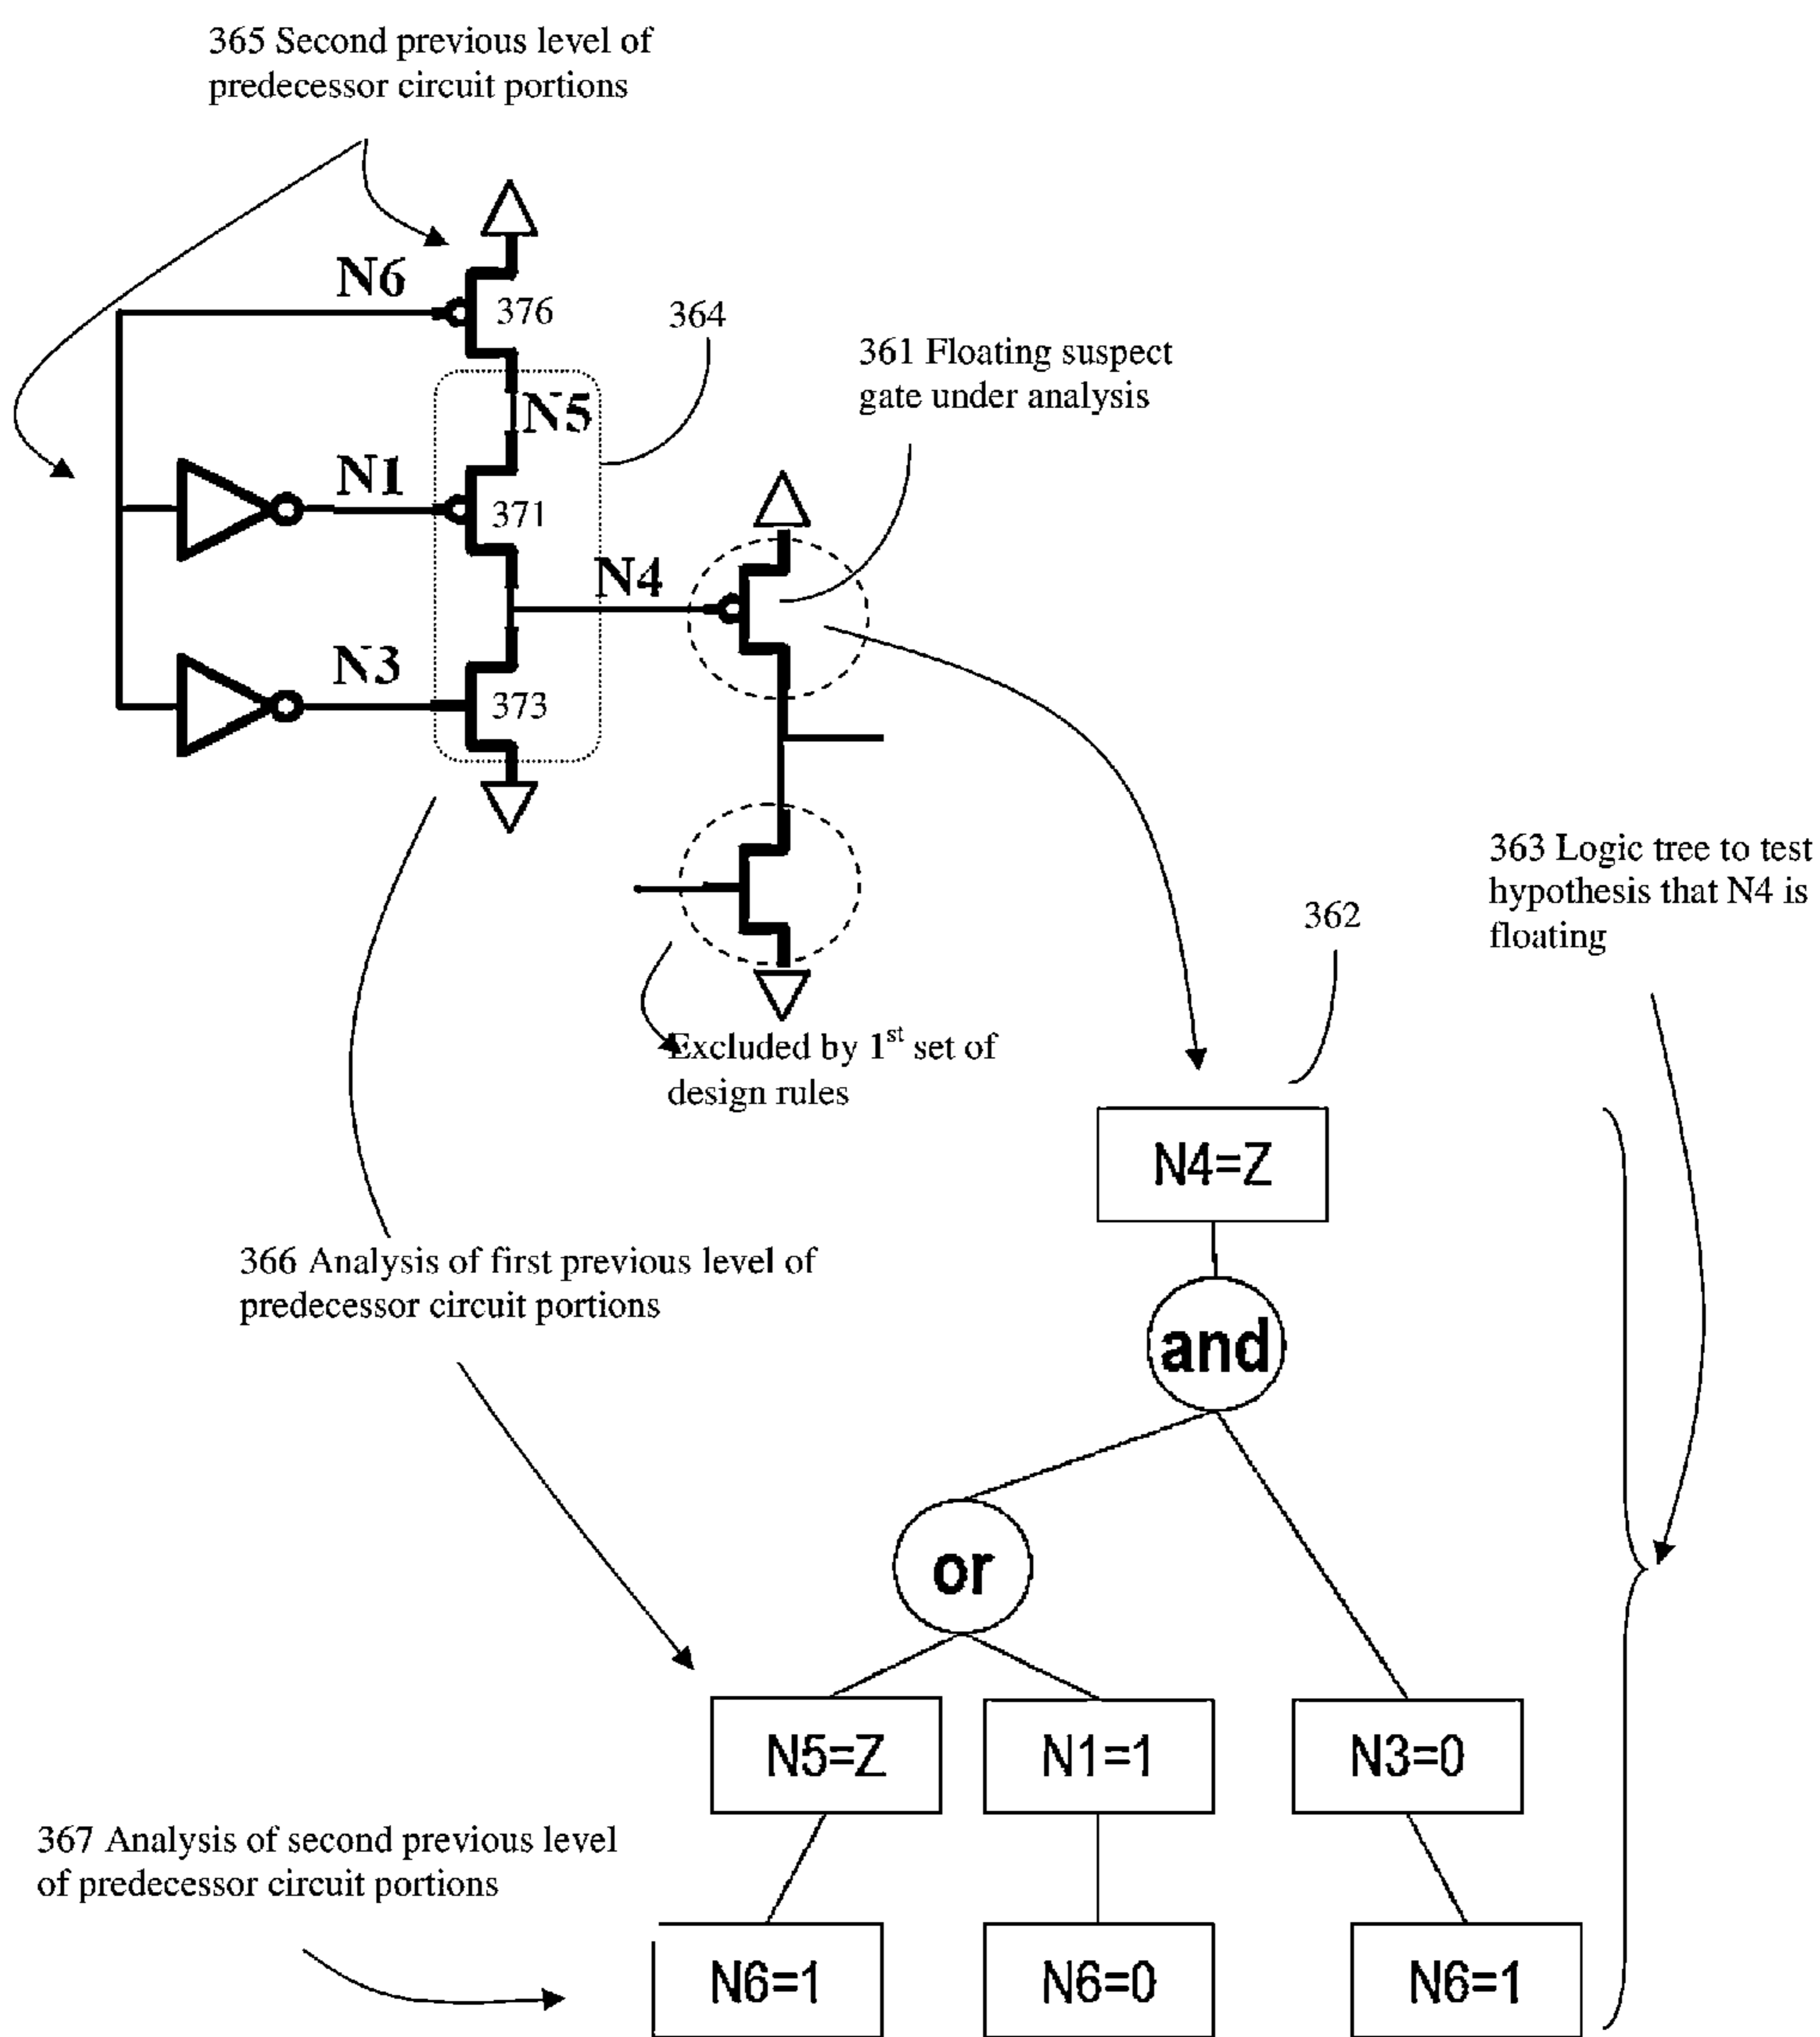 365 Second previous level of
predecessor circuit portions
N6
376
364
361 Floating suspect
gate under analysis
N5
N1
371
N4
N3
373
363 Logic tree to test
hypothesis that N4 is
floating
362
Excluded by 1st set of
design rules
N4=Z
366 Analysis of first previous level of
predecessor circuit portions
and
or
N5=Z
N1=1
N3=0
367 Analysis of second previous level
of predecessor circuit portions
N6=1
N6=0
N6=1